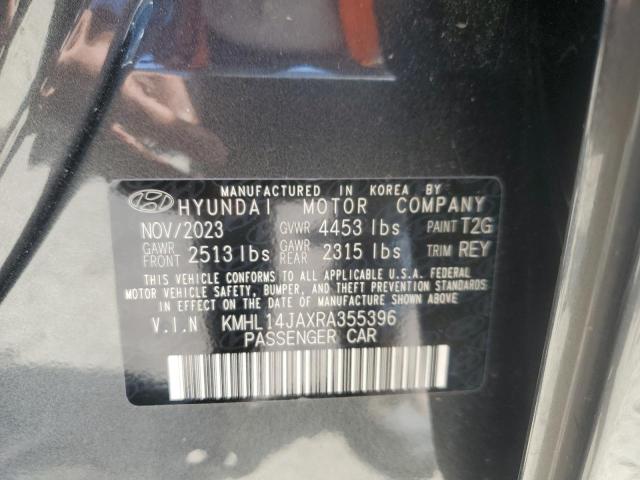 MANUFACTURED IN KOREA BY
HYUNDAI MOTOR COMPANY
NOV/2023 GVWR 4453 lbs PAINT T2G
GAWR FRONT 2513 lbs GAWR REAR 2315 lbs TRIM REY
THIS VEHICLE CONFORMS TO ALL APPLICABLE U.S.A. FEDERAL
MOTOR VEHICLE SAFETY, BUMPER, AND THEFT PREVENTION
STANDARDS IN EFFECT ON THE DATE OF MANUFACTURE SHOWN ABOVE.
V.I.N KMHL14JAXRA355396
PASSENGER CAR